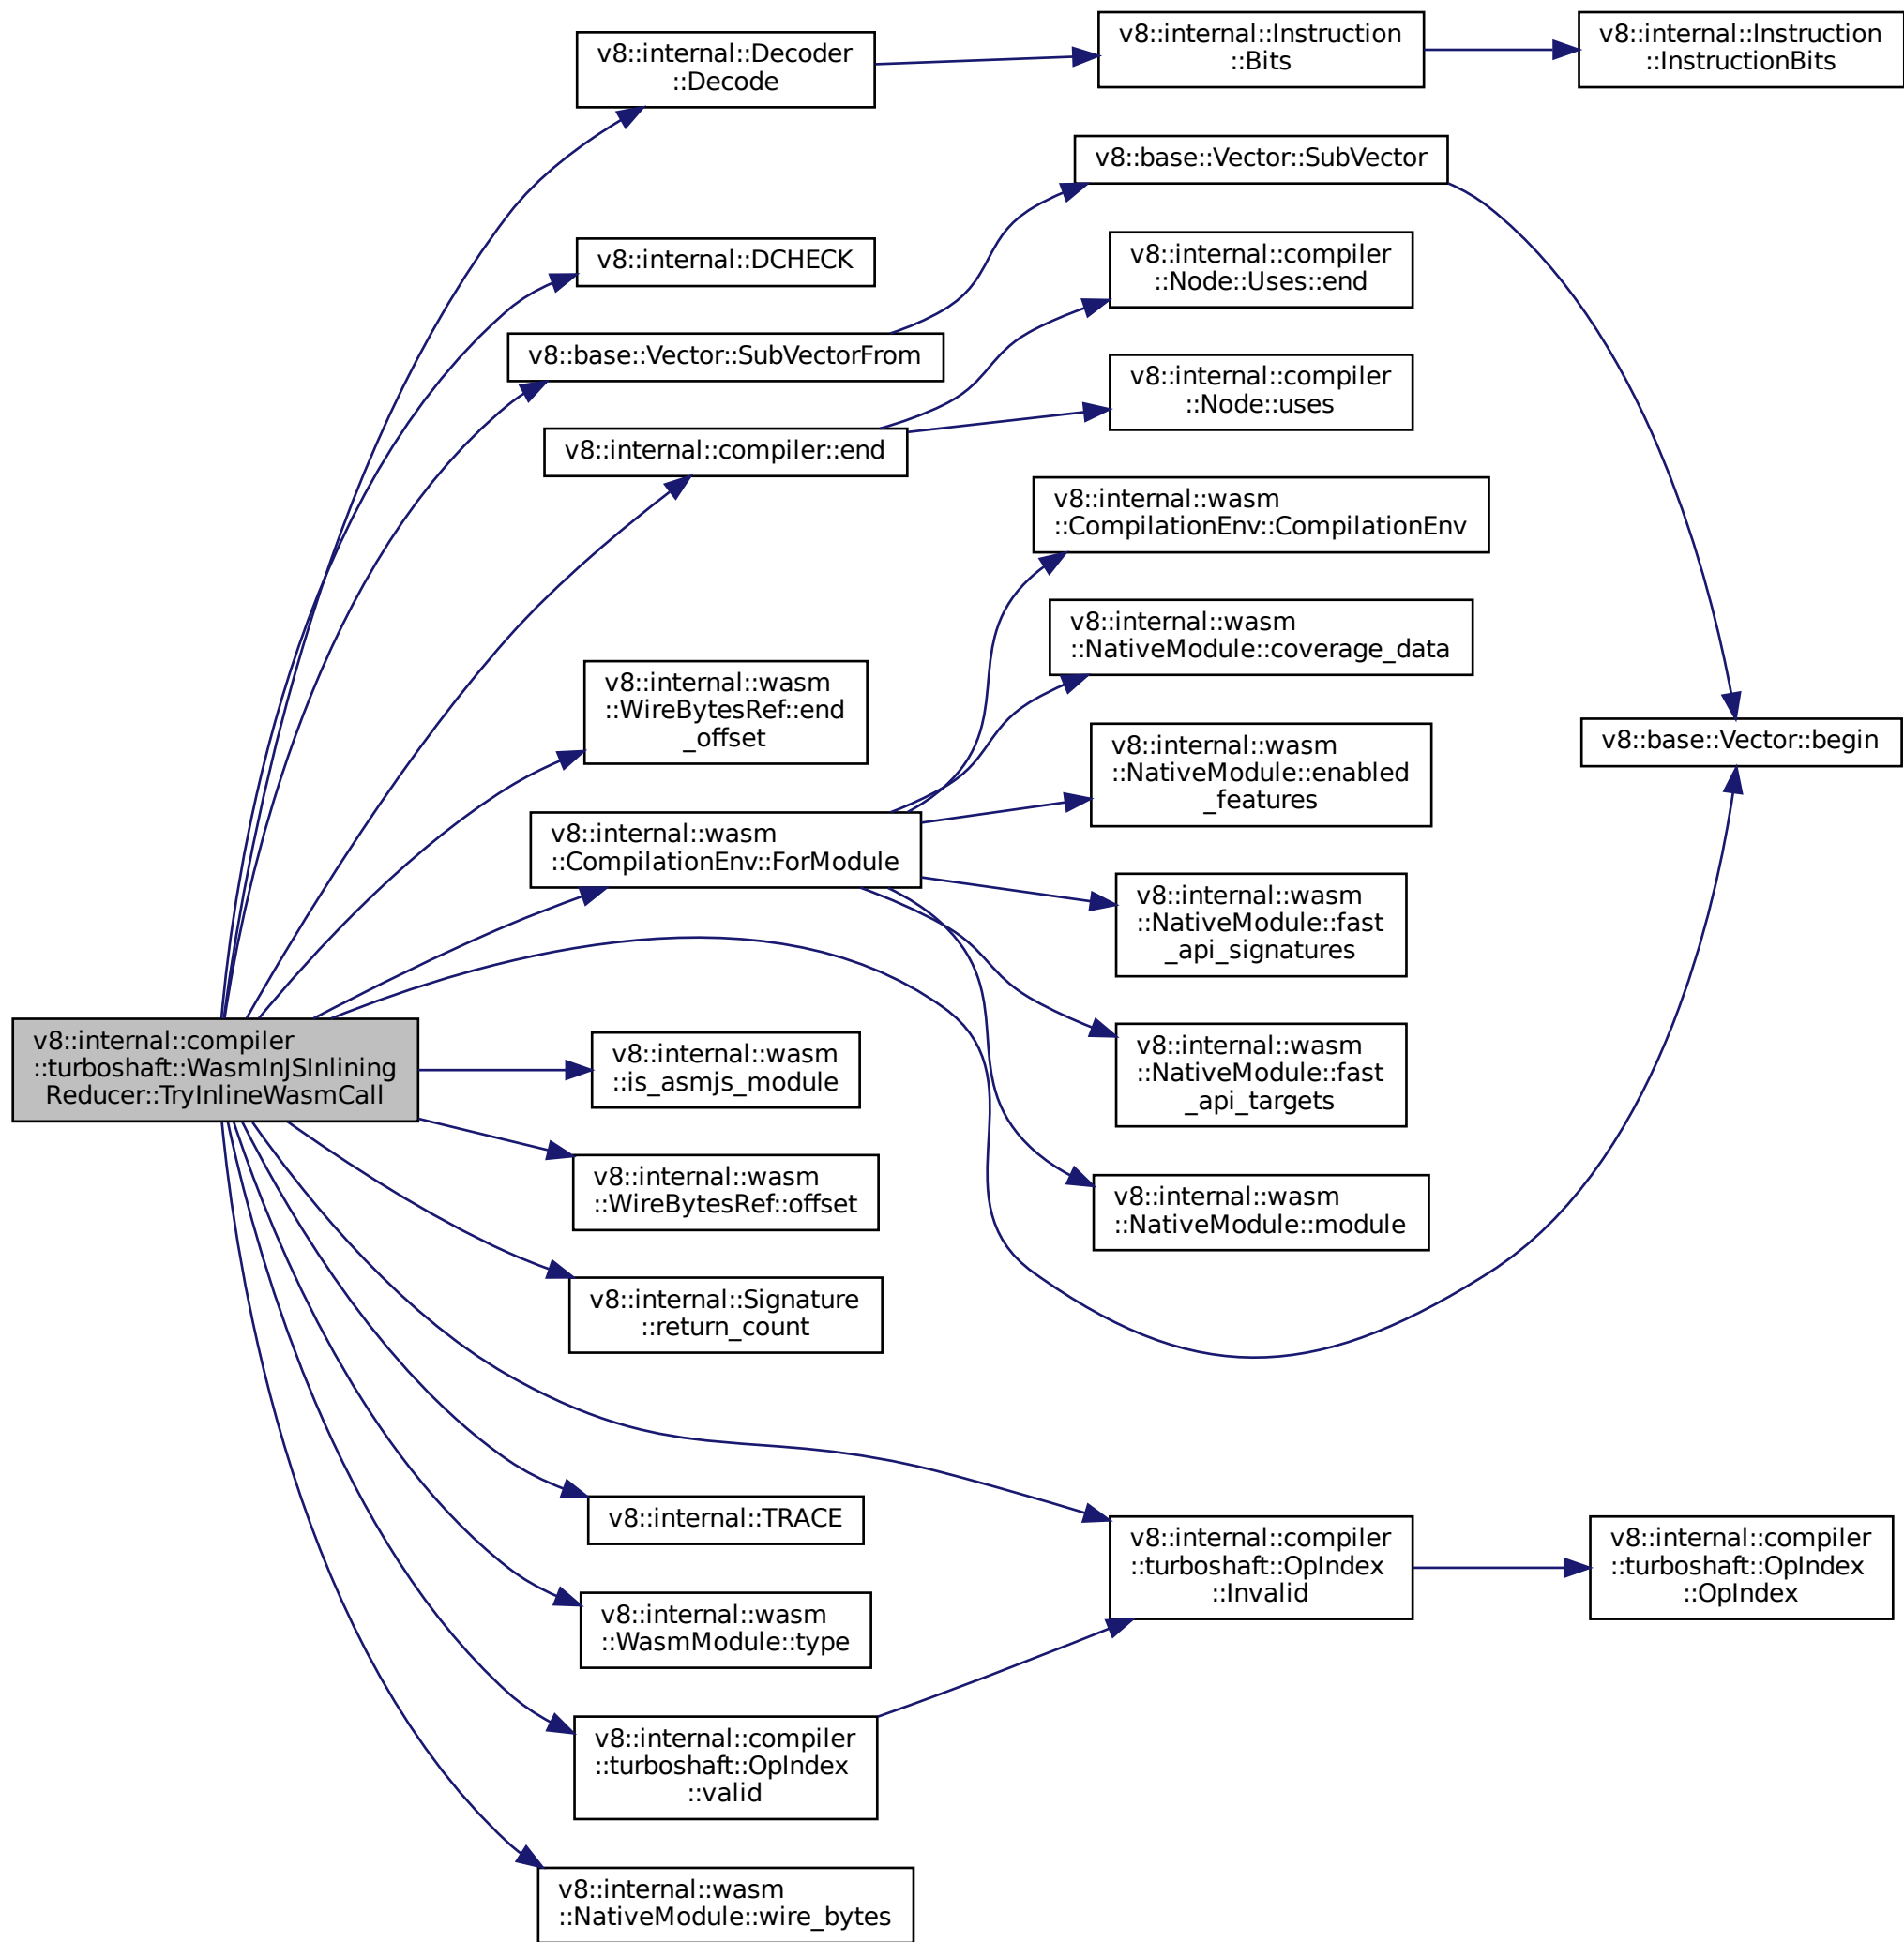 v8::internal::Decoder
::Decode
v8::internal::Instruction
::Bits
v8::internal::Instruction
::InstructionBits
v8::base::Vector::SubVector
v8::internal::DCHECK
v8::internal::compiler
::Node::Uses::end
v8::base::Vector::SubVectorFrom
v8::internal::compiler
::Node::uses
v8::internal::compiler::end
v8::internal::wasm
::CompilationEnv::CompilationEnv
v8::internal::wasm
::NativeModule::coverage_data
v8::internal::wasm
::WireBytesRef::end
_offset
v8::internal::wasm
::NativeModule::enabled
_features
v8::base::Vector::begin
v8::internal::wasm
::CompilationEnv::ForModule
v8::internal::wasm
::NativeModule::fast
_api_signatures
v8::internal::compiler
::turboshaft::WasmInJSInlining
Reducer::TryInlineWasmCall
v8::internal::wasm
::is_asmjs_module
v8::internal::wasm
::NativeModule::fast
_api_targets
v8::internal::wasm
::WireBytesRef::offset
v8::internal::wasm
::NativeModule::module
v8::internal::Signature
::return_count
v8::internal::TRACE
v8::internal::compiler
::turboshaft::OpIndex
::Invalid
v8::internal::compiler
::turboshaft::OpIndex
::OpIndex
v8::internal::wasm
::WasmModule::type
v8::internal::compiler
::turboshaft::OpIndex
::valid
v8::internal::wasm
::NativeModule::wire_bytes